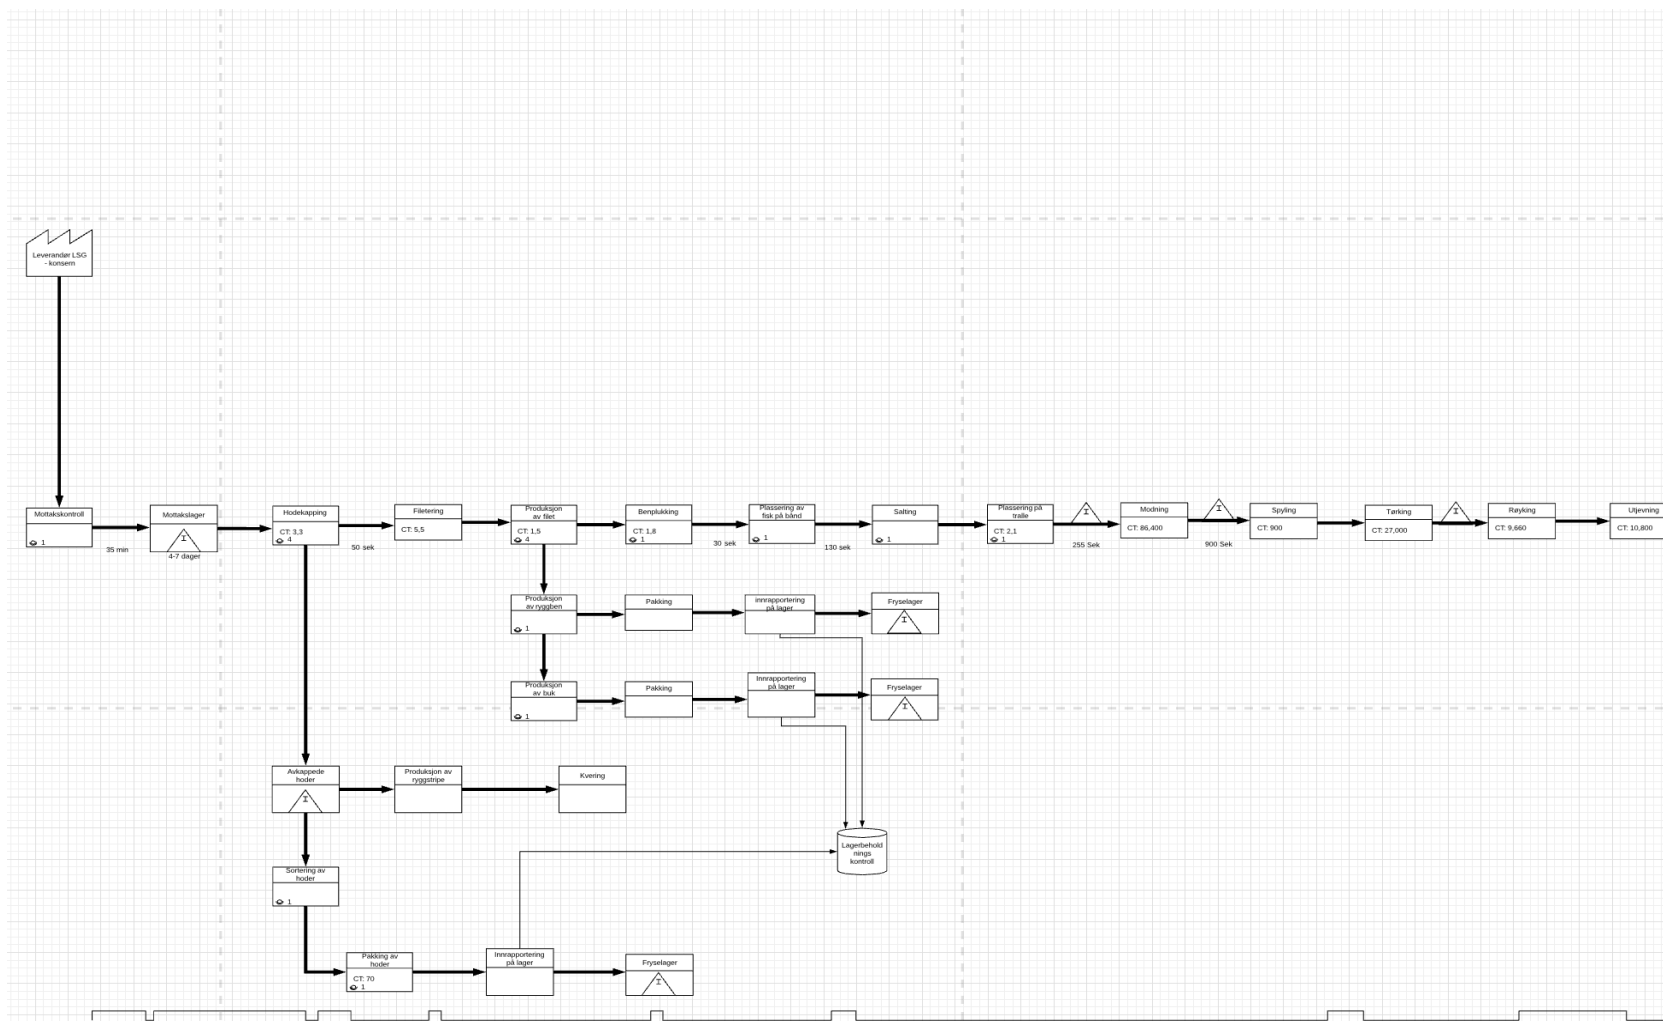 Leverandør LSG
- konsern
Mottakskontroll
1
35 min
Mottakslager
I
4-7 dager
Hodekapping
CT: 3,3
4
50 sek
Filetering
CT: 5,5
Produksjon
av filet
CT: 1,5
4
Benplukking
CT: 1,8
1
30 sek
Plassering av
fisk på bånd
1
130 sek
Salting
1
Plassering på
tralle
CT: 2,1
1
I
255 Sek
Modning
CT: 86,400
I
900 Sek
Spyling
CT: 900
Tørking
CT: 27,000
I
Røyking
CT: 9,660
Utjevning
CT: 10,800
Produksjon
av ryggben
1
Pakking
innrapportering
på lager
Fryselager
I
Produksjon
av buk
1
Pakking
Innrapportering
på lager
Fryselager
I
Avkappede
hoder
I
Produksjon av
ryggstripe
Kvering
Lagerbehold
nings
kontroll
Sortering av
hoder
1
Pakking av
hoder
CT: 70
1
Innrapportering
på lager
Fryselager
I